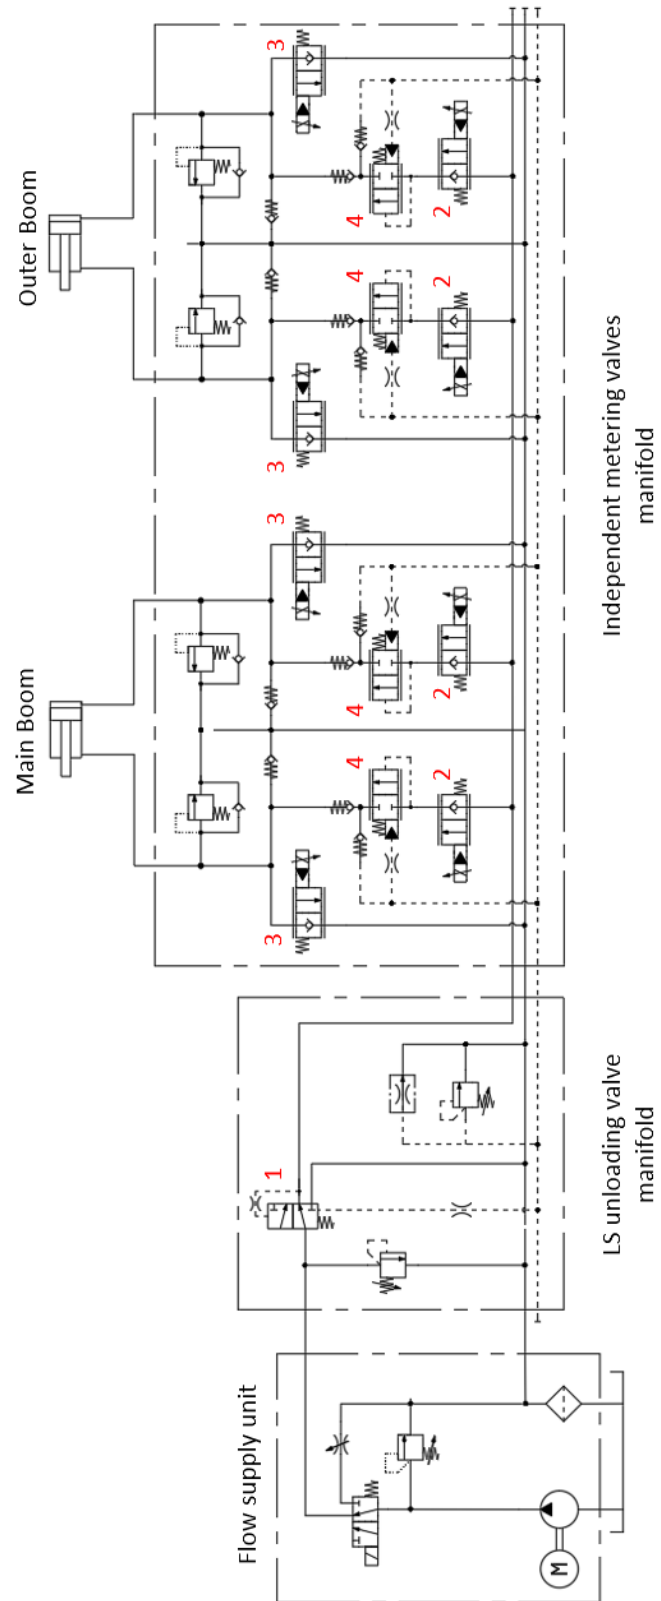 Outer Boom
3
3
4
4
2
2
Main Boom
3
3
4
4
2
2
Independent metering valves
manifold
1
LS unloading valve
manifold
Flow supply unit
M